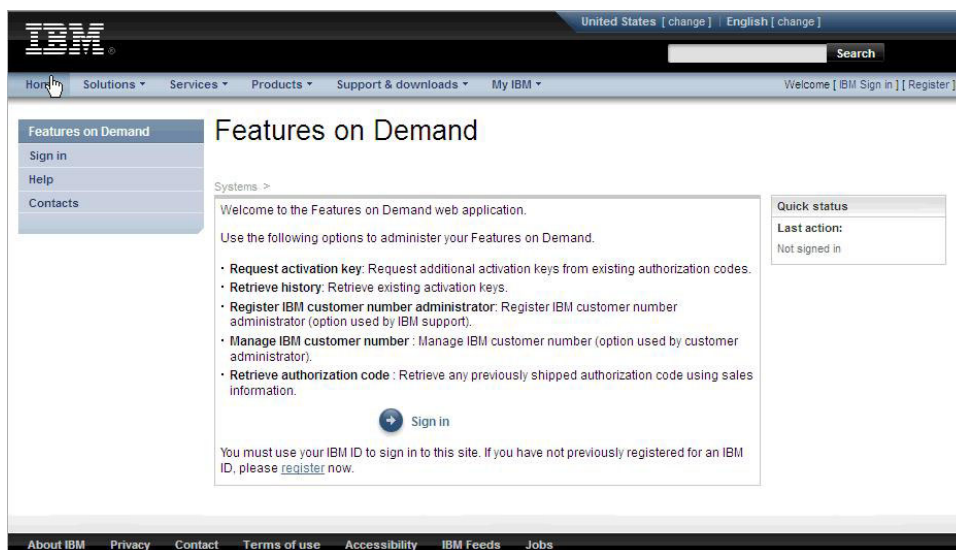 United States [ change ] | English [ change ]
IBM®
Search
Home Solutions Services Products Support & downloads My IBM Welcome [ IBM Sign in ] [ Register ]
Features on Demand
Sign in
Help
Contacts
Features on Demand
Systems >
Welcome to the Features on Demand web application.
Use the following options to administer your Features on Demand.
· Request activation key: Request additional activation keys from existing authorization codes.
· Retrieve history: Retrieve existing activation keys.
· Register IBM customer number administrator: Register IBM customer number
administrator (option used by IBM support).
· Manage IBM customer number : Manage IBM customer number (option used by customer
administrator).
· Retrieve authorization code : Retrieve any previously shipped authorization code using sales
information.
Sign in
You must use your IBM ID to sign in to this site. If you have not previously registered for an IBM
ID, please register now.
Quick status
Last action:
Not signed in
About IBM Privacy Contact Terms of use Accessibility IBM Feeds Jobs